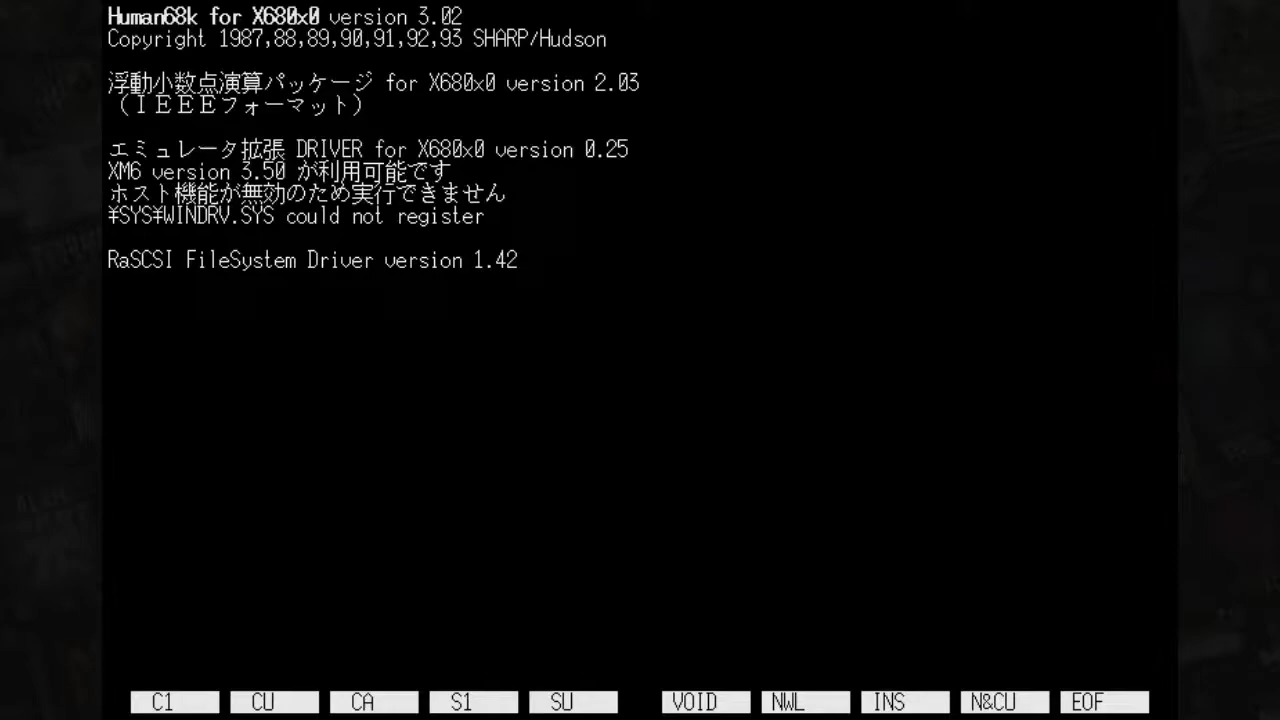 Human68k for X680x0 version 3.02
Copyright 1987,88,89,90,91,92,93 SHARP/Hudson
浮動小数点演算パッケージ for X680x0 version 2.03
（ＩＥＥＥフォーマット）
エミュレータ拡張 DRIVER for X680x0 version 0.25
XM6 version 3.50 が利用可能です
ホスト機能が無効のため実行できません
¥SYS¥WINDRV.SYS could not register
RaSCSI FileSystem Driver version 1.42
C1 CU CA S1 SU VOID NWL INS N&CU EOF